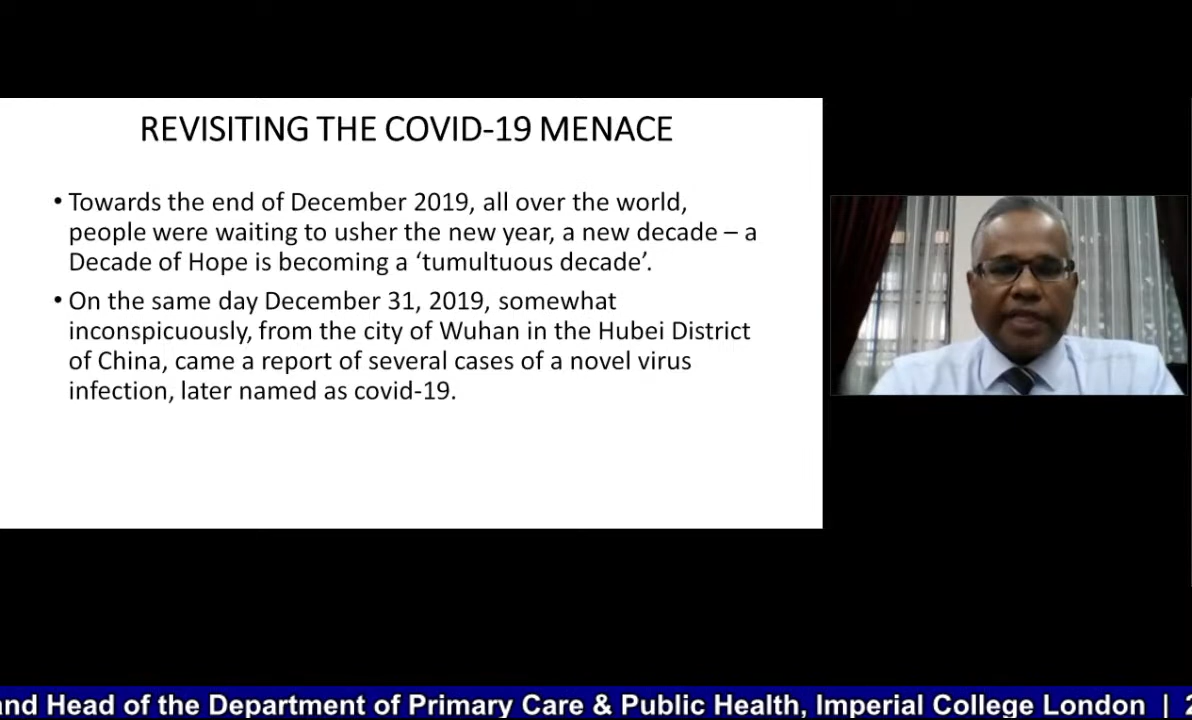 REVISITING THE COVID-19 MENACE
• Towards the end of December 2019, all over the world,
people were waiting to usher the new year, a new decade – a
Decade of Hope is becoming a ‘tumultuous decade’.
• On the same day December 31, 2019, somewhat
inconspicuously, from the city of Wuhan in the Hubei District
of China, came a report of several cases of a novel virus
infection, later named as covid-19.
and Head of the Department of Primary Care & Public Health, Imperial College London | 2